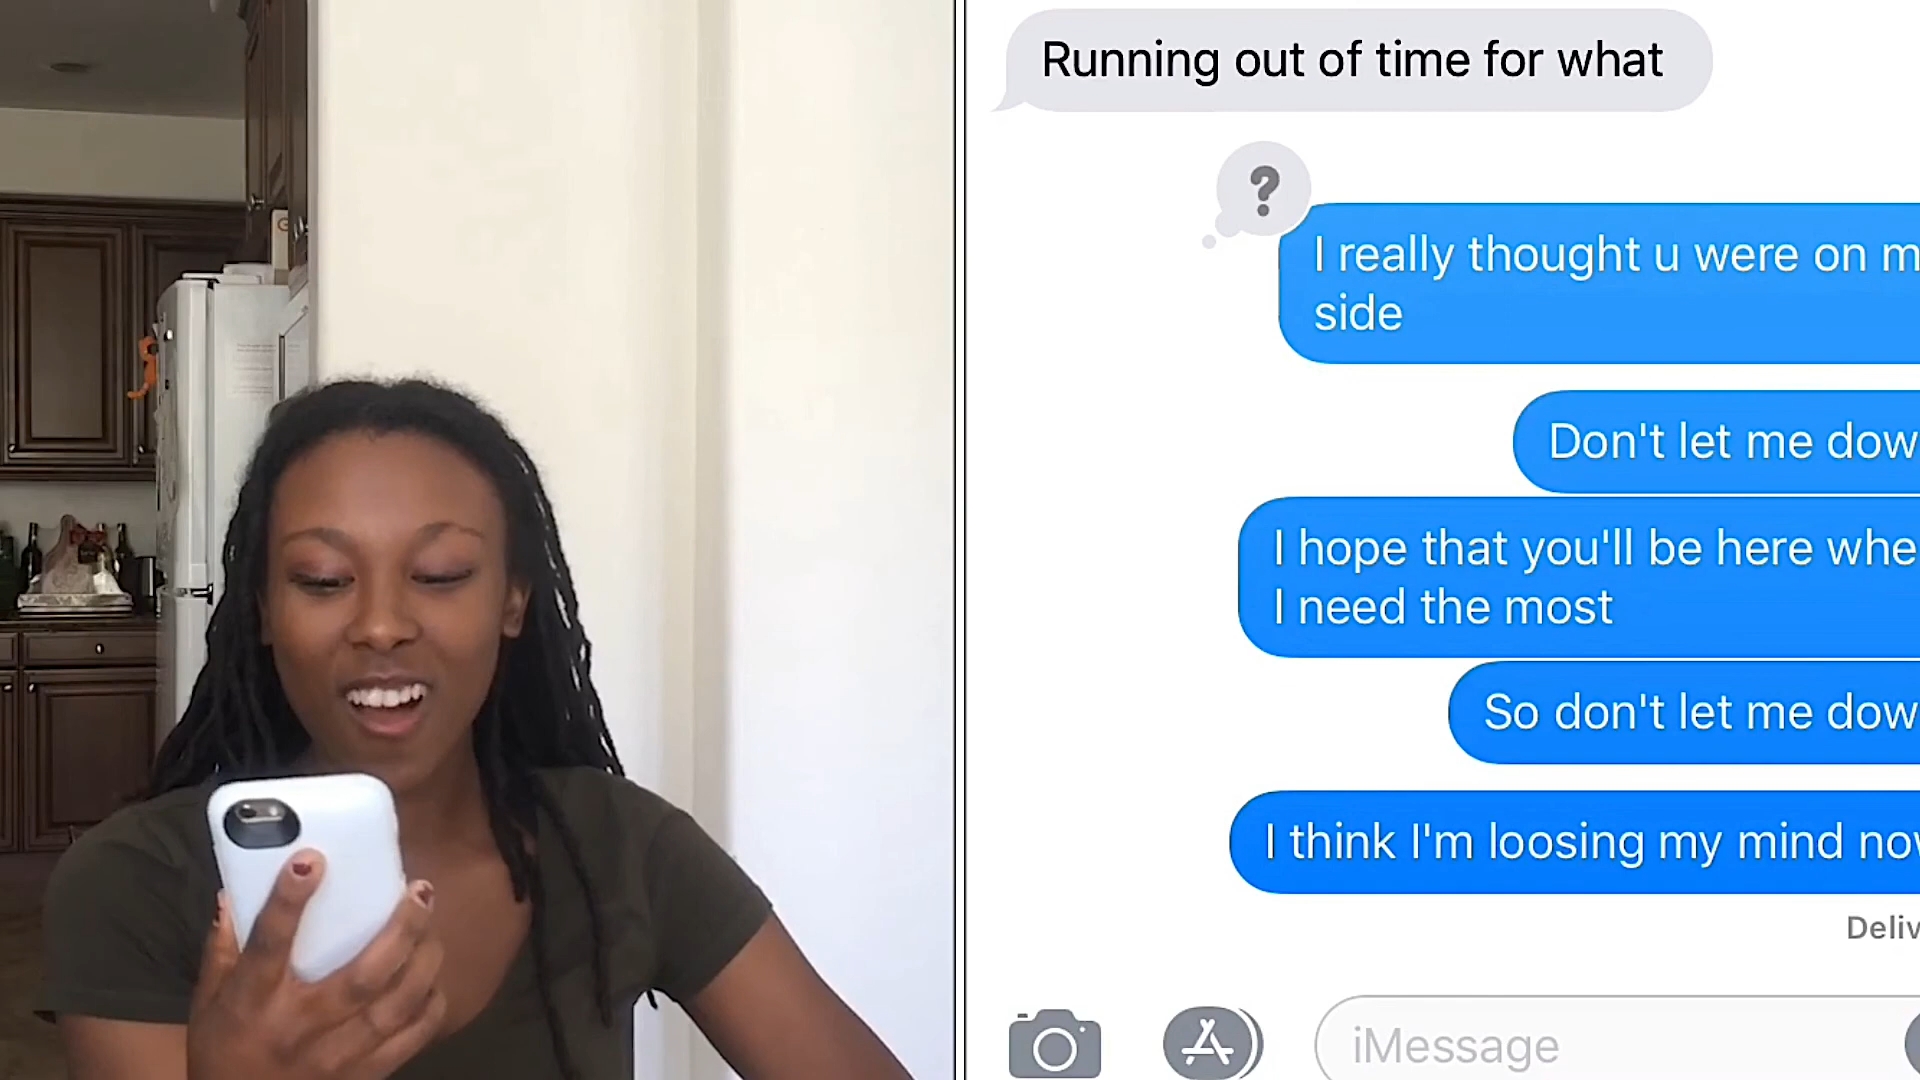 Running out of time for what
?
I really thought u were on m
side
Don't let me dow
I hope that you'll be here whe
I need the most
So don't let me dow
I think I'm loosing my mind no
Deliv
iMessage